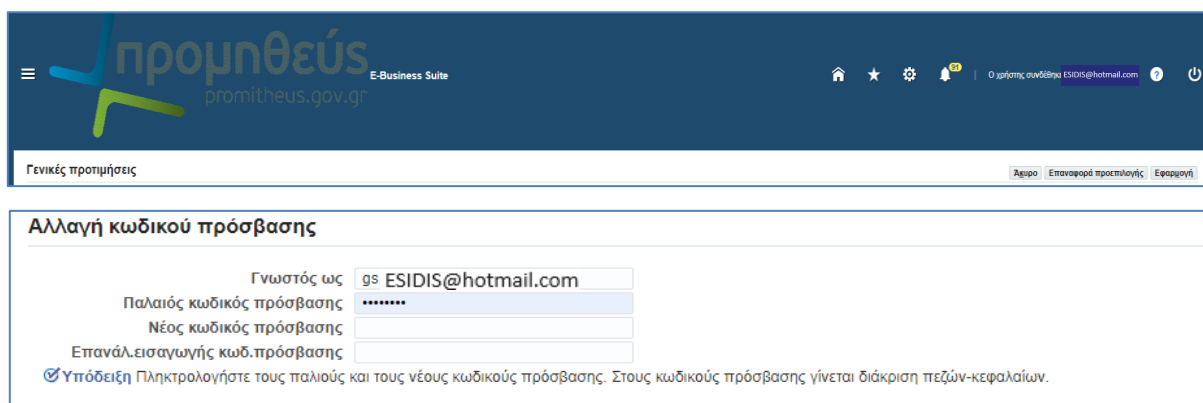 προμηθεύς
promitheus.gov.gr
E-Business Suite
91
Ο χρήστης συνδέθηκε ESIDIS@hotmail.com
?
Γενικές προτιμήσεις
Άκυρο Επαναφορά προεπιλογής Εφαρμογή
Αλλαγή κωδικού πρόσβασης
Γνωστός ως gs ESIDIS@hotmail.com
Παλαιός κωδικός πρόσβασης ••••••••
Νέος κωδικός πρόσβασης
Επανάλ.εισαγωγής κωδ.πρόσβασης
Υπόδειξη Πληκτρολογήστε τους παλιούς και τους νέους κωδικούς πρόσβασης. Στους κωδικούς πρόσβασης γίνεται διάκριση πεζών-κεφαλαίων.